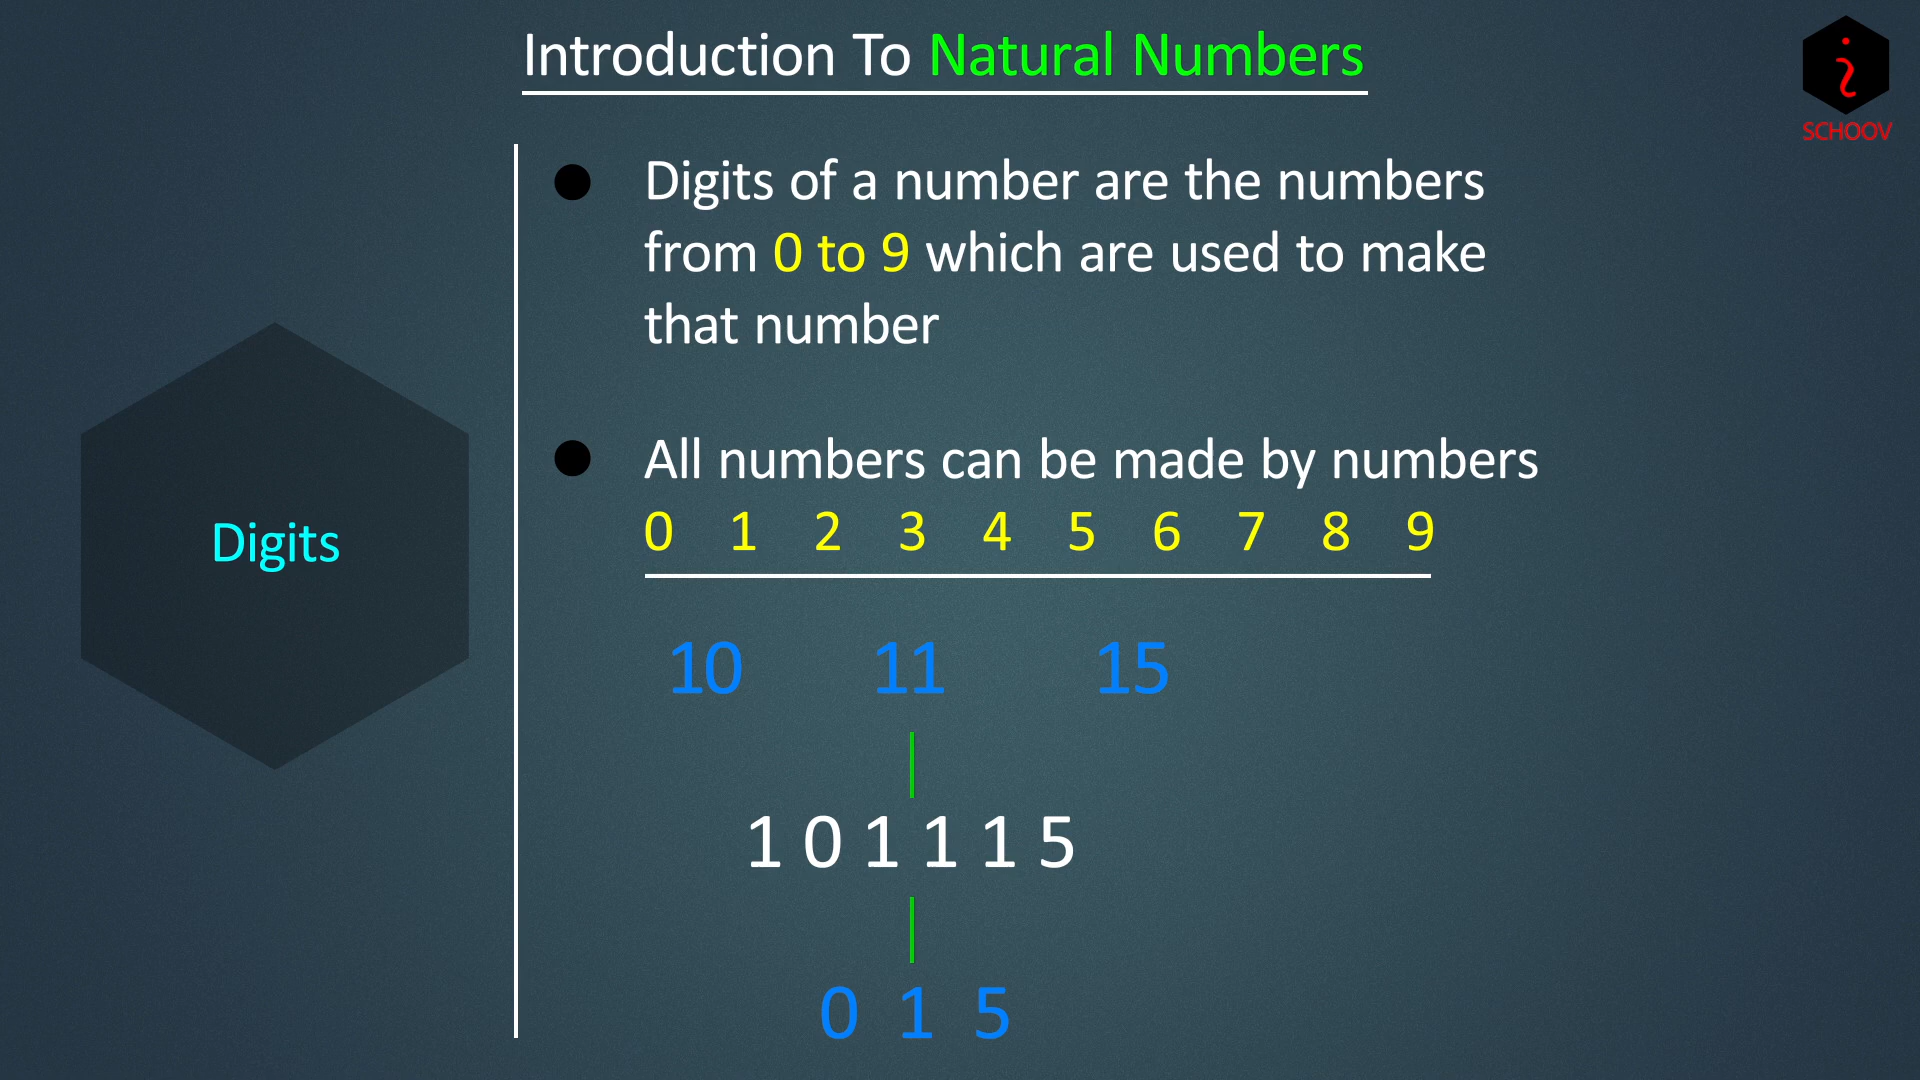 Introduction To Natural Numbers
SCHOOV
Digits
Digits of a number are the numbers
from 0 to 9 which are used to make
that number
All numbers can be made by numbers
0 1 2 3 4 5 6 7 8 9
10 11 15
1 0 1 1 1 5
0 1 5